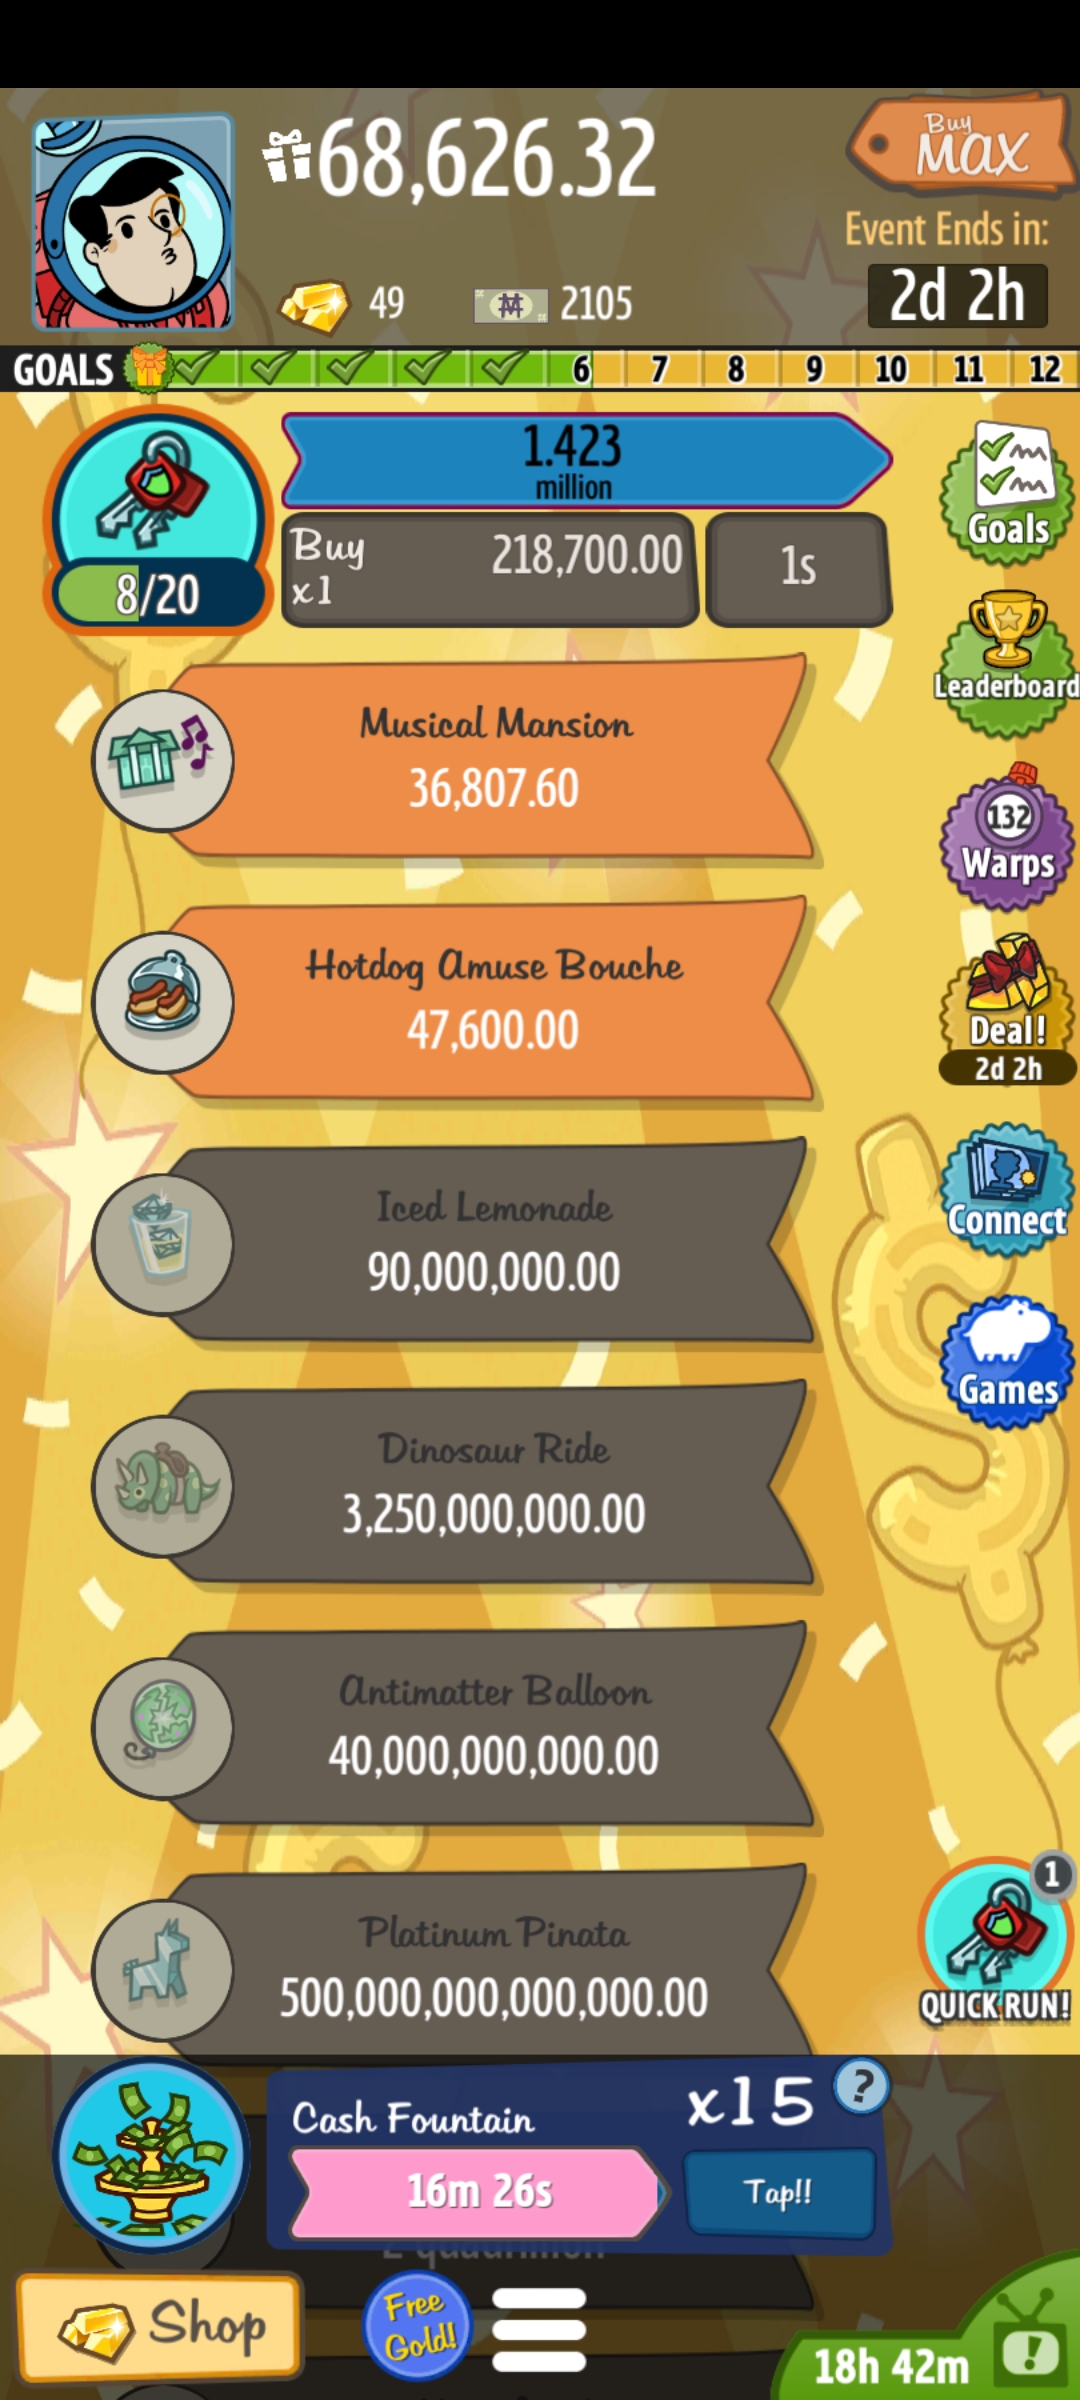 68,626.32
Buy
MAX
Event Ends in:
49
2105
2d 2h
GOALS 6 7 8 9 10 11 12
1.423
million
Buy
x1
218,700.00
1s
8/20
Goals
Leaderboard
Musical Mansion
36,807.60
132
Warps
Hotdog Amuse Bouche
47,600.00
Deal!
2d 2h
Iced Lemonade
90,000,000.00
Connect
Games
Dinosaur Ride
3,250,000,000.00
Antimatter Balloon
40,000,000,000.00
1
QUICK RUN!
Platinum Pinata
500,000,000,000,000.00
Cash Fountain
x15
?
16m 26s
Tap!!
2 quadrillion
Shop
Free
Gold!
18h 42m
!